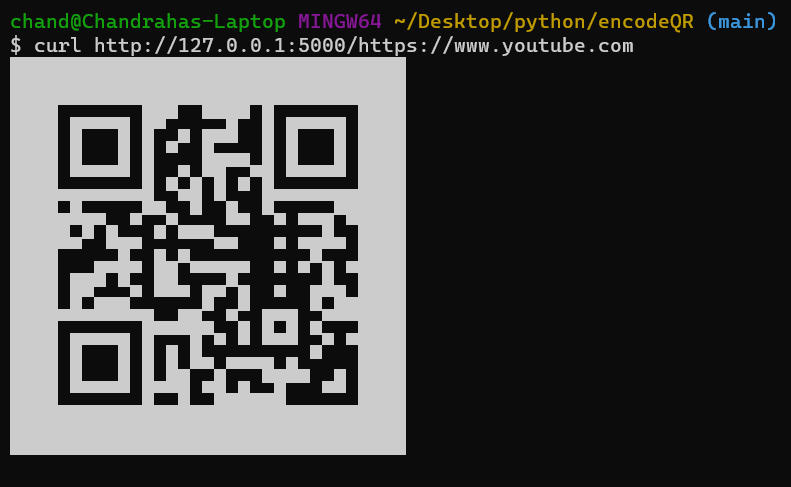 chand@Chandrahas-Laptop MINGW64 ~/Desktop/python/encodeQR (main)
$ curl http://127.0.0.1:5000/https://www.youtube.com